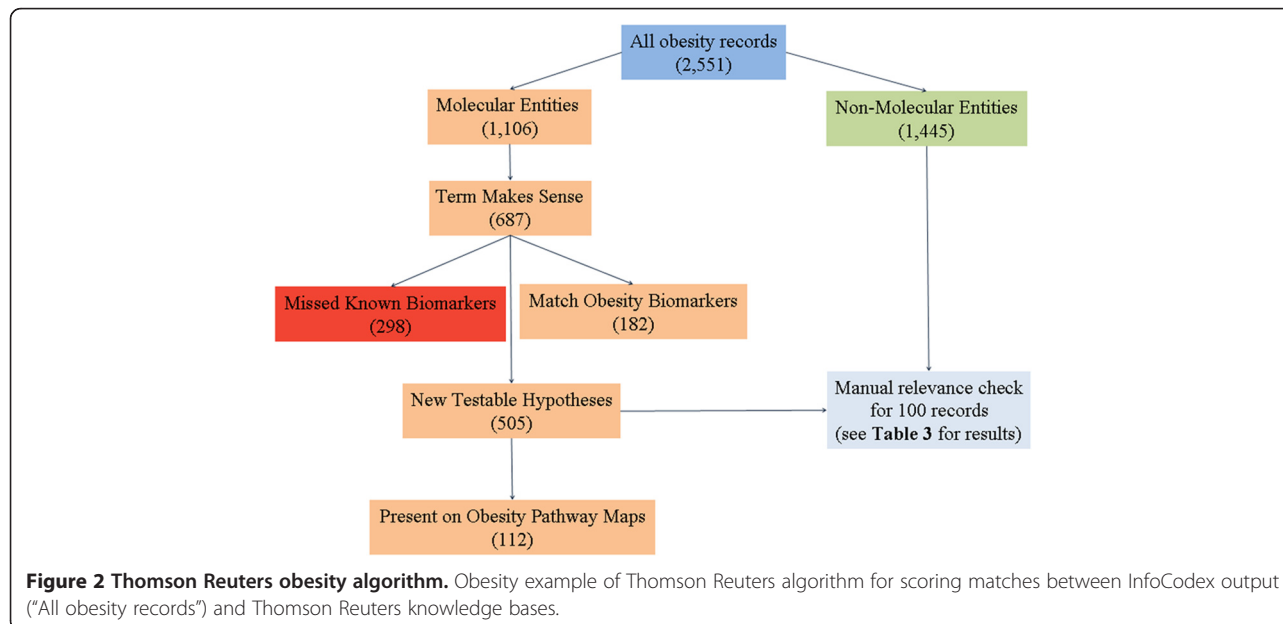 All obesity records
(2,551)
Molecular Entities
(1,106)
Non-Molecular Entities
(1,445)
Term Makes Sense
(687)
Missed Known Biomarkers
(298)
Match Obesity Biomarkers
(182)
New Testable Hypotheses
(505)
Manual relevance check
for 100 records
(see Table 3 for results)
Present on Obesity Pathway Maps
(112)
Figure 2 Thomson Reuters obesity algorithm. Obesity example of Thomson Reuters algorithm for scoring matches between InfoCodex output
(“All obesity records”) and Thomson Reuters knowledge bases.